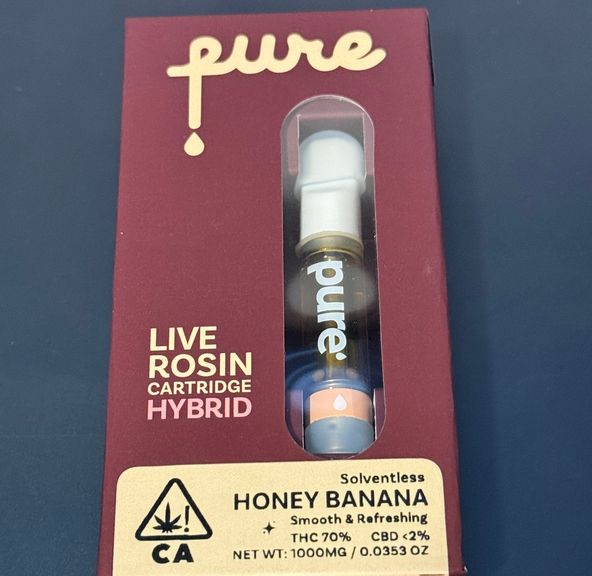 pure
pure
LIVE
ROSIN
CARTRIDGE
HYBRID
Solventless
HONEY BANANA
Smooth & Refreshing
THC 70% CBD <2%
NET WT: 1000MG / 0.0353 OZ
!
CA